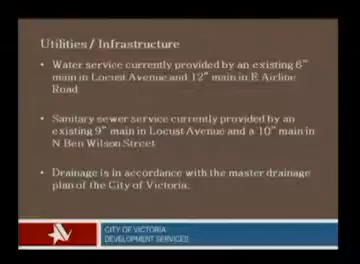 Utilities / Infrastructure
• Water service currently provided by an existing 6"
main in Locust Avenue and 12" main in E Airline
Road
• Sanitary sewer service currently provided by an
existing 9" main in Locust Avenue and a 10" main in
N Ben Wilson Street
• Drainage is in accordance with the master drainage
plan of the City of Victoria.
CITY OF VICTORIA
DEVELOPMENT SERVICES